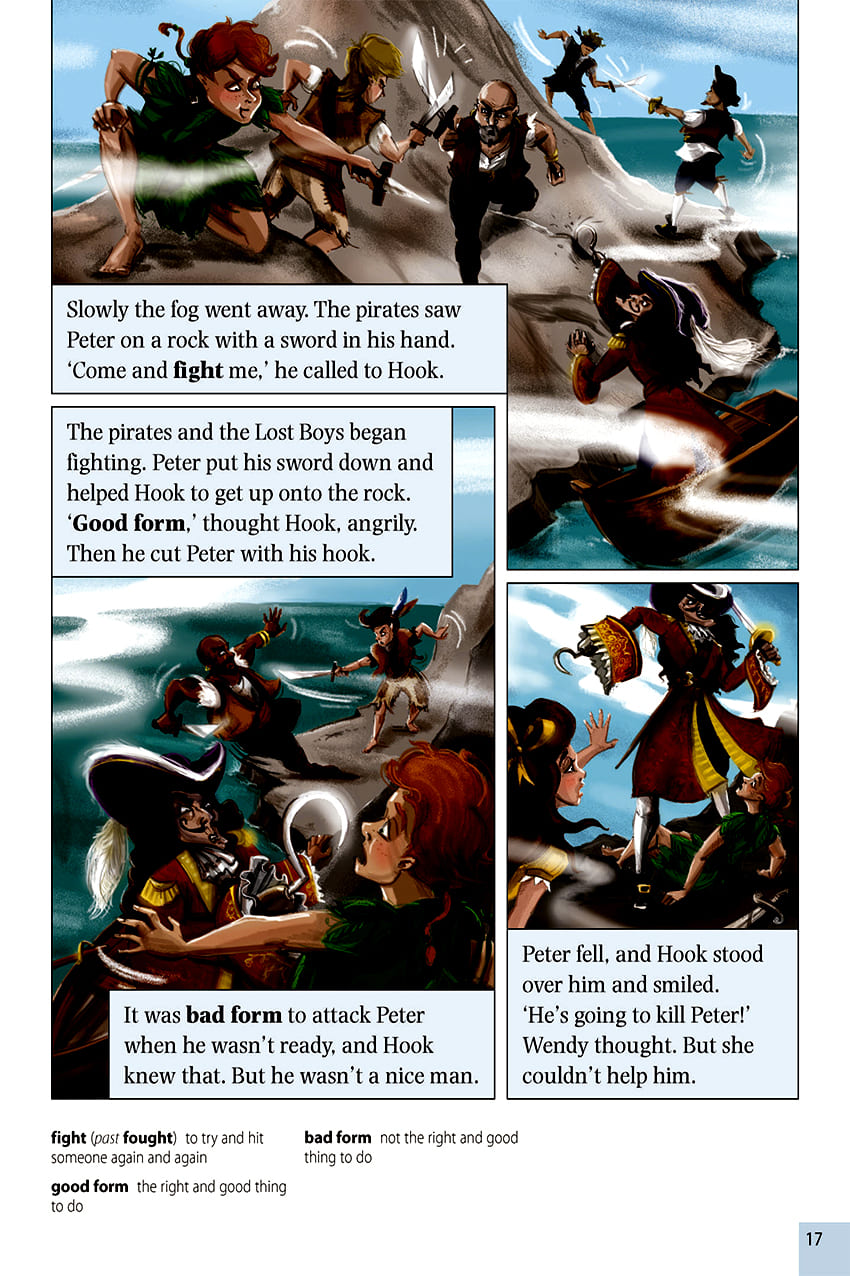 Slowly the fog went away. The pirates saw
Peter on a rock with a sword in his hand.
‘Come and fight me,’ he called to Hook.
The pirates and the Lost Boys began
fighting. Peter put his sword down and
helped Hook to get up onto the rock.
‘Good form,’ thought Hook, angrily.
Then he cut Peter with his hook.
It was bad form to attack Peter
when he wasn’t ready, and Hook
knew that. But he wasn’t a nice man.
Peter fell, and Hook stood
over him and smiled.
‘He’s going to kill Peter!’
Wendy thought. But she
couldn’t help him.
fight (past fought) to try and hit
someone again and again
good form the right and good thing
to do
bad form not the right and good
thing to do
17